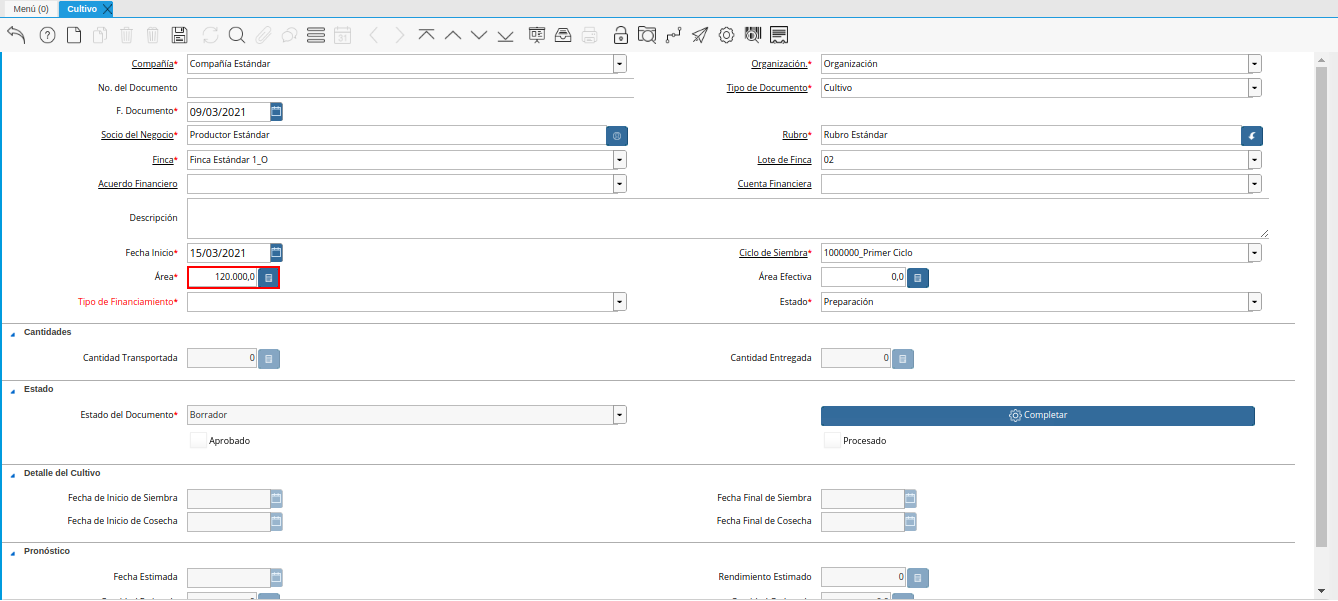 Menú (0) Cultivo
31
Compañía* Compañía Estándar Organización.* Organización
No. del Documento Tipo de Documento* Cultivo
F. Documento* 09/03/2021
Socio del Negocio* Productor Estándar Rubro* Rubro Estándar
Finca* Finca Estándar 1_O Lote de Finca 02
Acuerdo Financiero Cuenta Financiera
Descripción
Fecha Inicio* 15/03/2021 Ciclo de Siembra* 1000000_Primer Ciclo
Área* 120.000,0 Área Efectiva 0,0
Tipo de Financiamiento* Estado* Preparación
Cantidades
Cantidad Transportada 0 Cantidad Entregada 0
Estado
Estado del Documento* Borrador Completar
Aprobado Procesado
Detalle del Cultivo
Fecha de Inicio de Siembra Fecha Final de Siembra
Fecha de Inicio de Cosecha Fecha Final de Cosecha
Pronóstico
Fecha Estimada Rendimiento Estimado 0